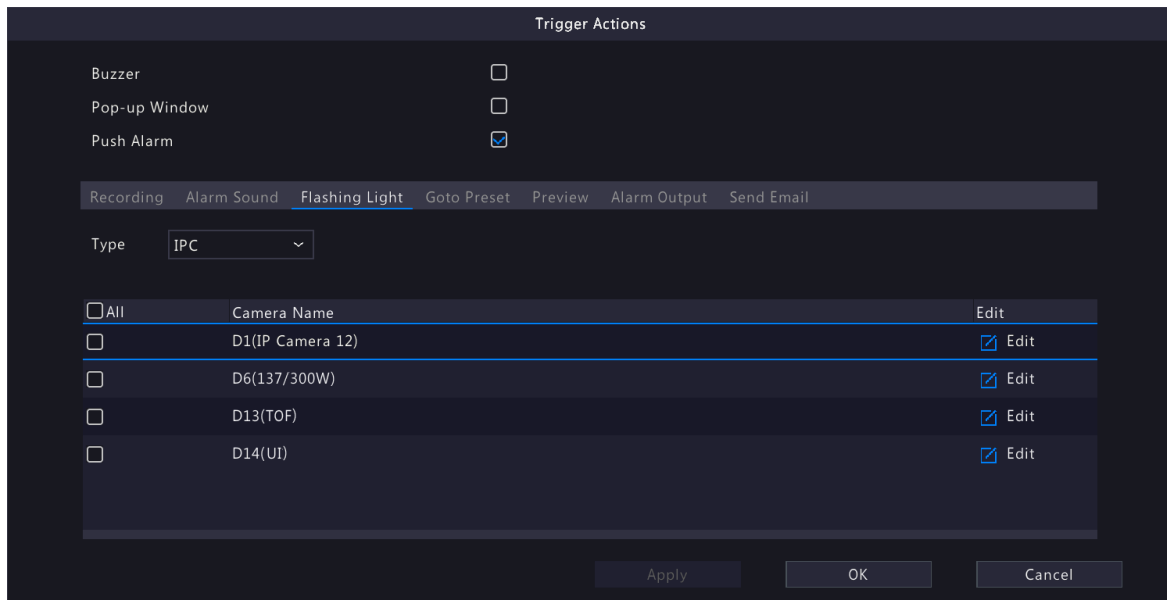 Trigger Actions
Buzzer
Pop-up Window
Push Alarm
Recording Alarm Sound Flashing Light Goto Preset Preview Alarm Output Send Email
Type IPC
All Camera Name Edit
D1(IP Camera 12) Edit
D6(137/300W) Edit
D13(TOF) Edit
D14(UI) Edit
Apply OK Cancel